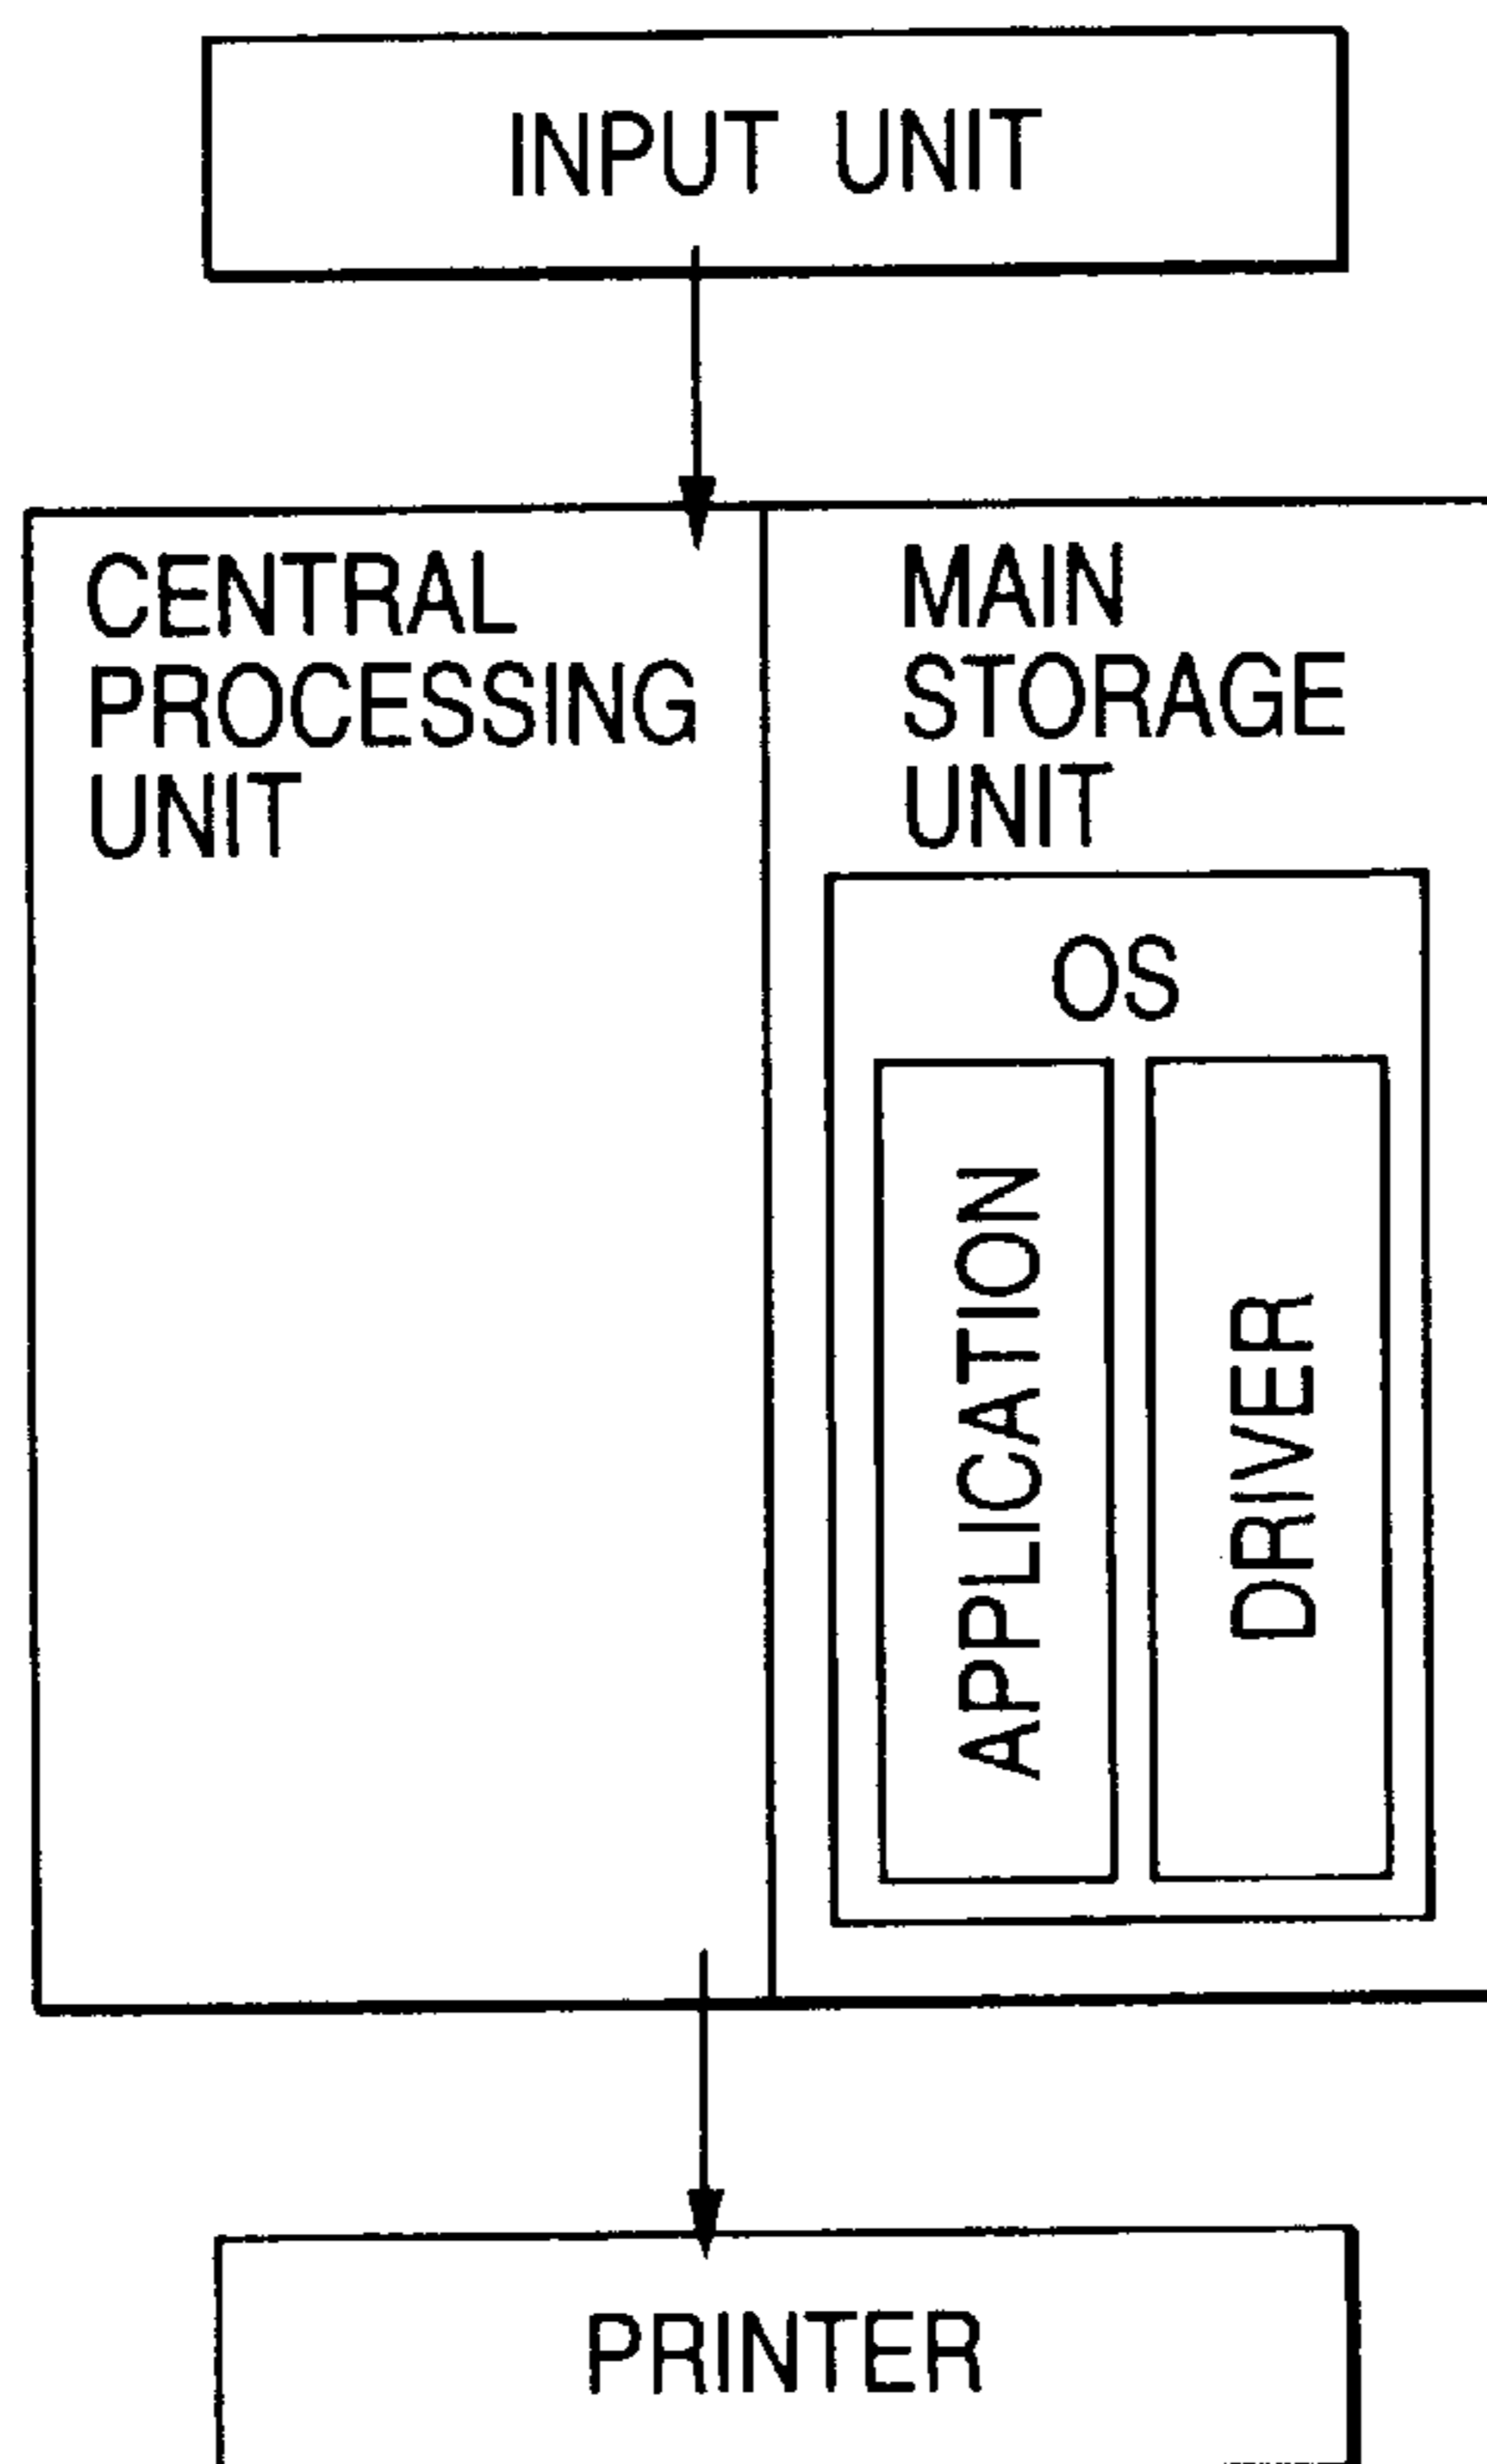 INPUT UNIT
CENTRAL
PROCESSING
UNIT
MAIN
STORAGE
UNIT
OS
APPLICATION
DRIVER
PRINTER